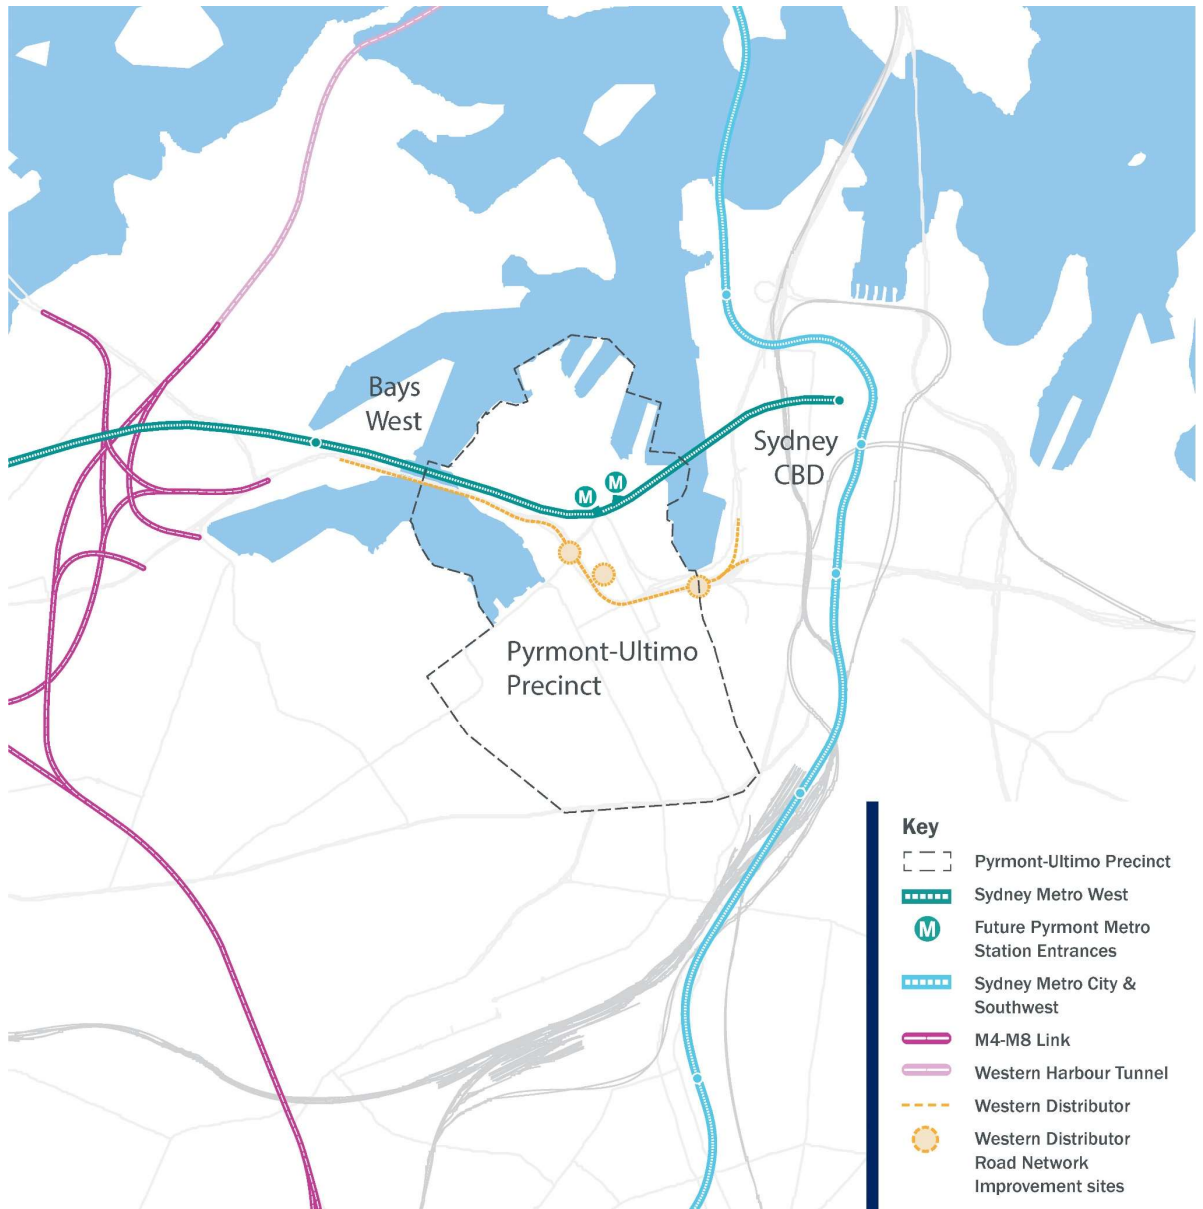 Bays
West
Sydney
CBD
M
M
Pyrmont-Ultimo
Precinct
Key
Pyrmont-Ultimo Precinct
Sydney Metro West
M
Future Pyrmont Metro
Station Entrances
Sydney Metro City &
Southwest
M4-M8 Link
Western Harbour Tunnel
Western Distributor
Western Distributor
Road Network
Improvement sites